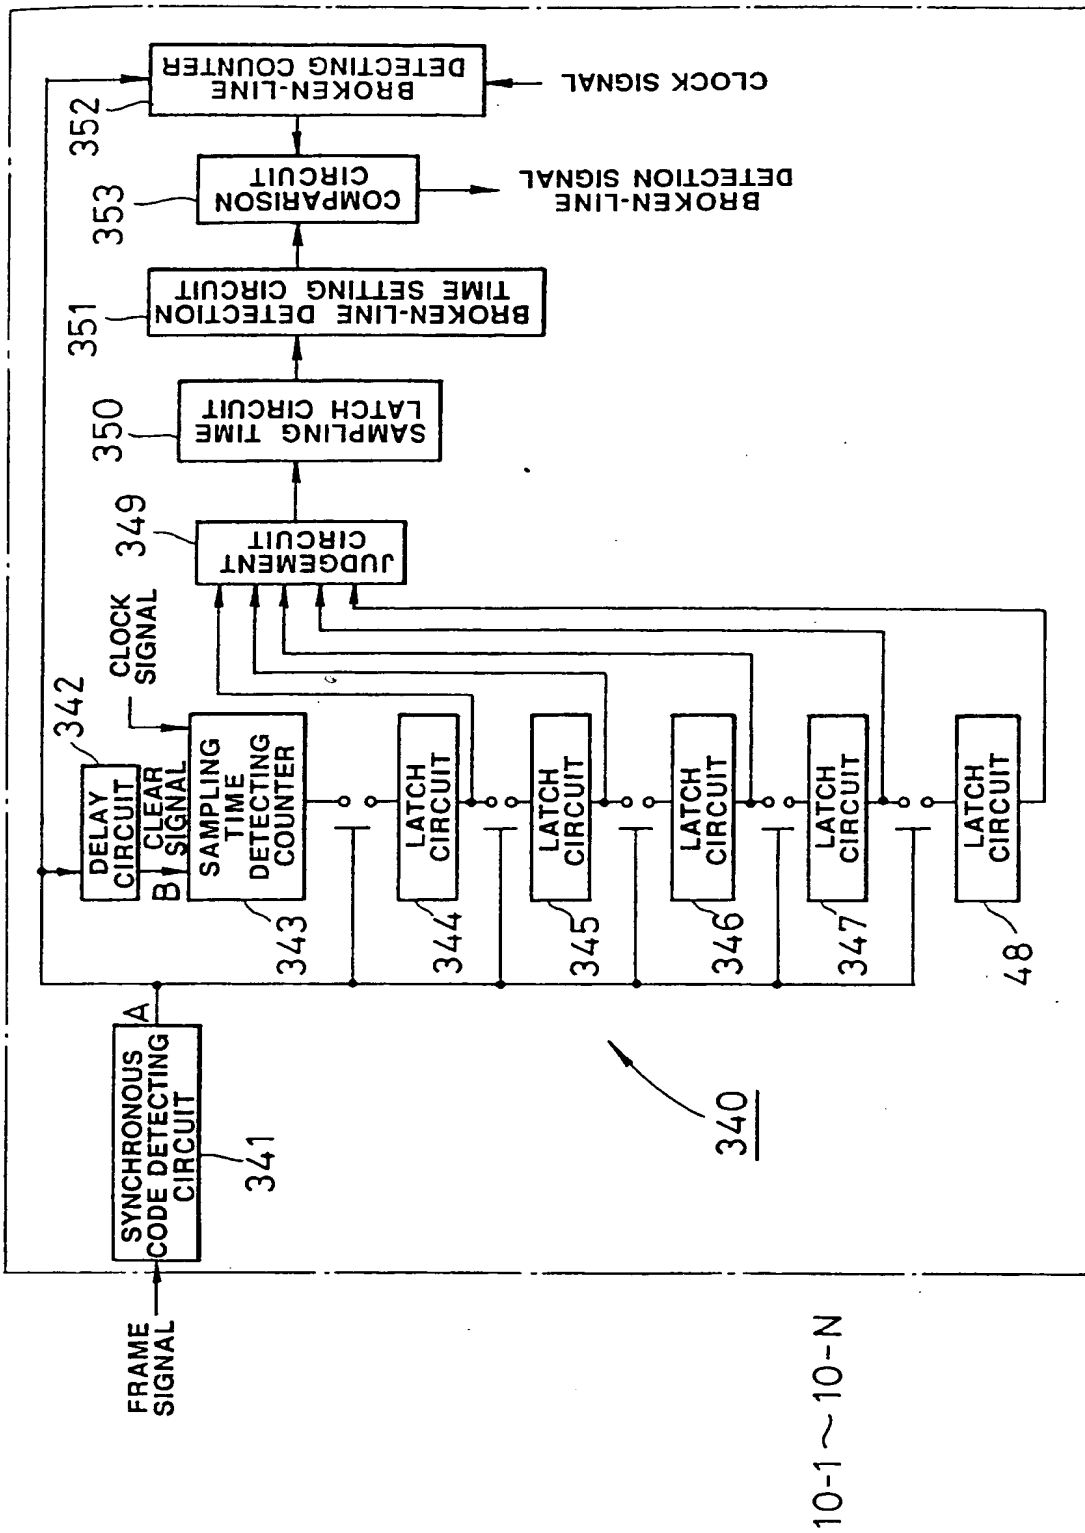 FRAME
SIGNAL
SYNCHRONOUS
CODE DETECTING
CIRCUIT
341
A
DELAY
CIRCUIT
342
B
CLEAR
SIGNAL
CLOCK
SIGNAL
SAMPLING
TIME
DETECTING
COUNTER
343
LATCH
CIRCUIT
344
LATCH
CIRCUIT
345
LATCH
CIRCUIT
346
LATCH
CIRCUIT
347
LATCH
CIRCUIT
48
JUDGEMENT
CIRCUIT
349
SAMPLING TIME
LATCH CIRCUIT
350
BROKEN-LINE DETECTION
TIME SETTING CIRCUIT
351
COMPARISON
CIRCUIT
353
BROKEN-LINE
DETECTING COUNTER
352
BROKEN-LINE
DETECTION SIGNAL
CLOCK SIGNAL
340
10-1 ~ 10-N